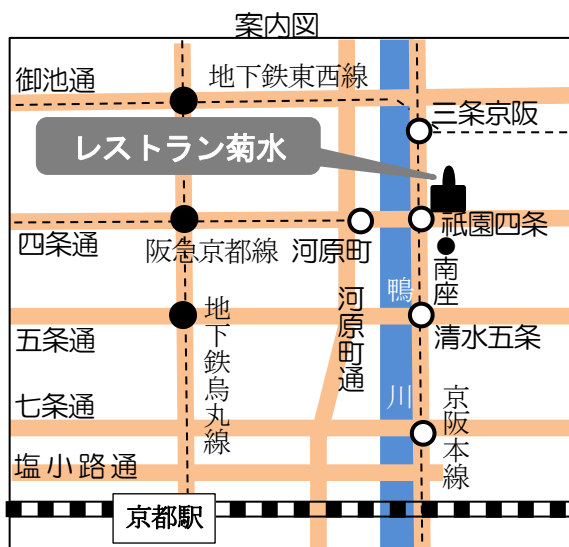 案内図
御池通
地下鉄東西線
三条京阪
レストラン菊水
四条通
阪急京都線
河原町
祇園四条
南座
鴨川
河原町通
地下鉄烏丸線
五条通
清水五条
七条通
京阪本線
塩小路通
京都駅